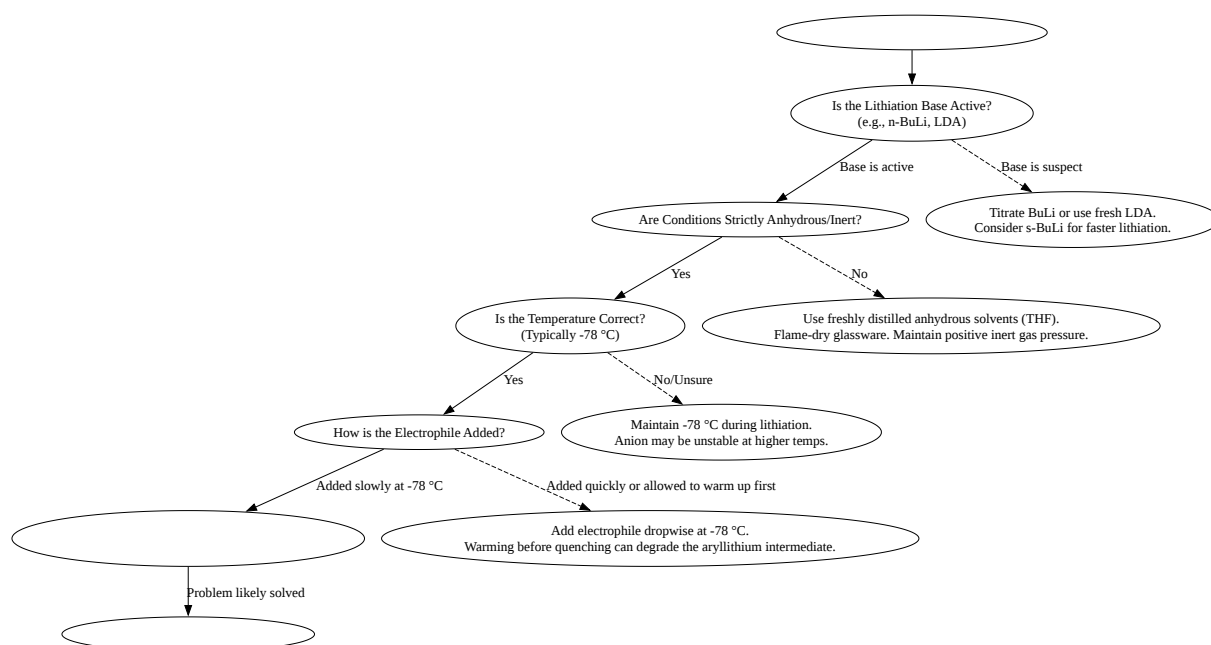 Is the Lithiation Base Active?
(e.g., n-BuLi, LDA)
Base is active
Base is suspect
Are Conditions Strictly Anhydrous/Inert?
Titrate BuLi or use fresh LDA.
Consider s-BuLi for faster lithiation.
Yes
No
Is the Temperature Correct?
(Typically -78 °C)
Use freshly distilled anhydrous solvents (THF).
Flame-dry glassware. Maintain positive inert gas pressure.
Yes
No/Unsure
How is the Electrophile Added?
Maintain -78 °C during lithiation.
Anion may be unstable at higher temps.
Added slowly at -78 °C
Added quickly or allowed to warm up first
Add electrophile dropwise at -78 °C.
Warming before quenching can degrade the aryllithium intermediate.
Problem likely solved